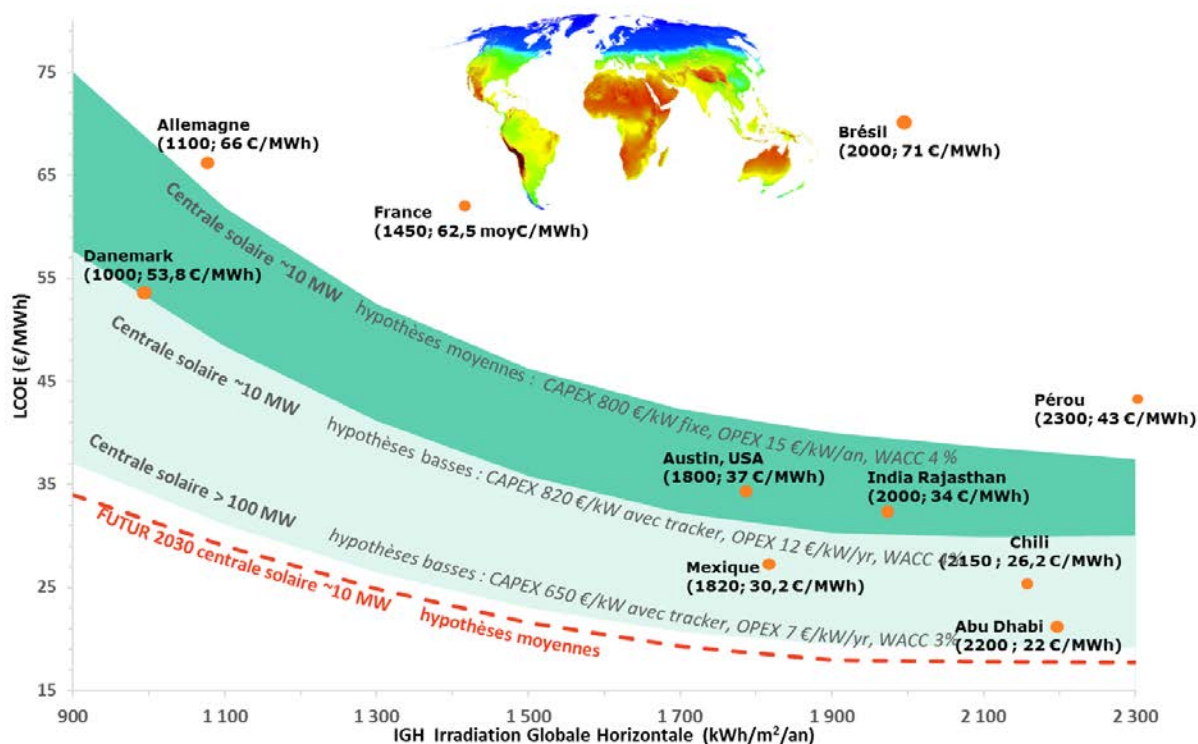 75
65
55
45
35
25
15
LCOE (€/MWh)
Allemagne
(1100; 66 C/MWh)
Brésil
(2000; 71 C/MWh)
France
(1450; 62,5 moyC/MWh)
Danemark
(1000; 53,8 C/MWh)
Centrale solaire ~10 MW hypothèses moyennes : CAPEX 800 €/kW fixe, OPEX 15 €/kW/an, WACC 4 %
Pérou
(2300; 43 C/MWh)
Centrale solaire ~10 MW hypothèses basses : CAPEX 820 €/kW avec tracker, OPEX 12 €/kW/yr, WACC 4%
Austin, USA
(1800; 37 C/MWh)
India Rajasthan
(2000; 34 C/MWh)
Centrale solaire > 100 MW hypothèses basses : CAPEX 650 €/kW avec tracker, OPEX 7 €/kW/yr, WACC 3%
Chili
(2150 ; 26,2 C/MWh)
Mexique
(1820; 30,2 C/MWh)
Abu Dhabi
(2200 ; 22 C/MWh)
FUTUR 2030 centrale solaire ~10 MW hypothèses moyennes
900 1 100 1 300 1 500 1 700 1 900 2 100 2 300
IGH Irradiation Globale Horizontale (kWh/m²/an)